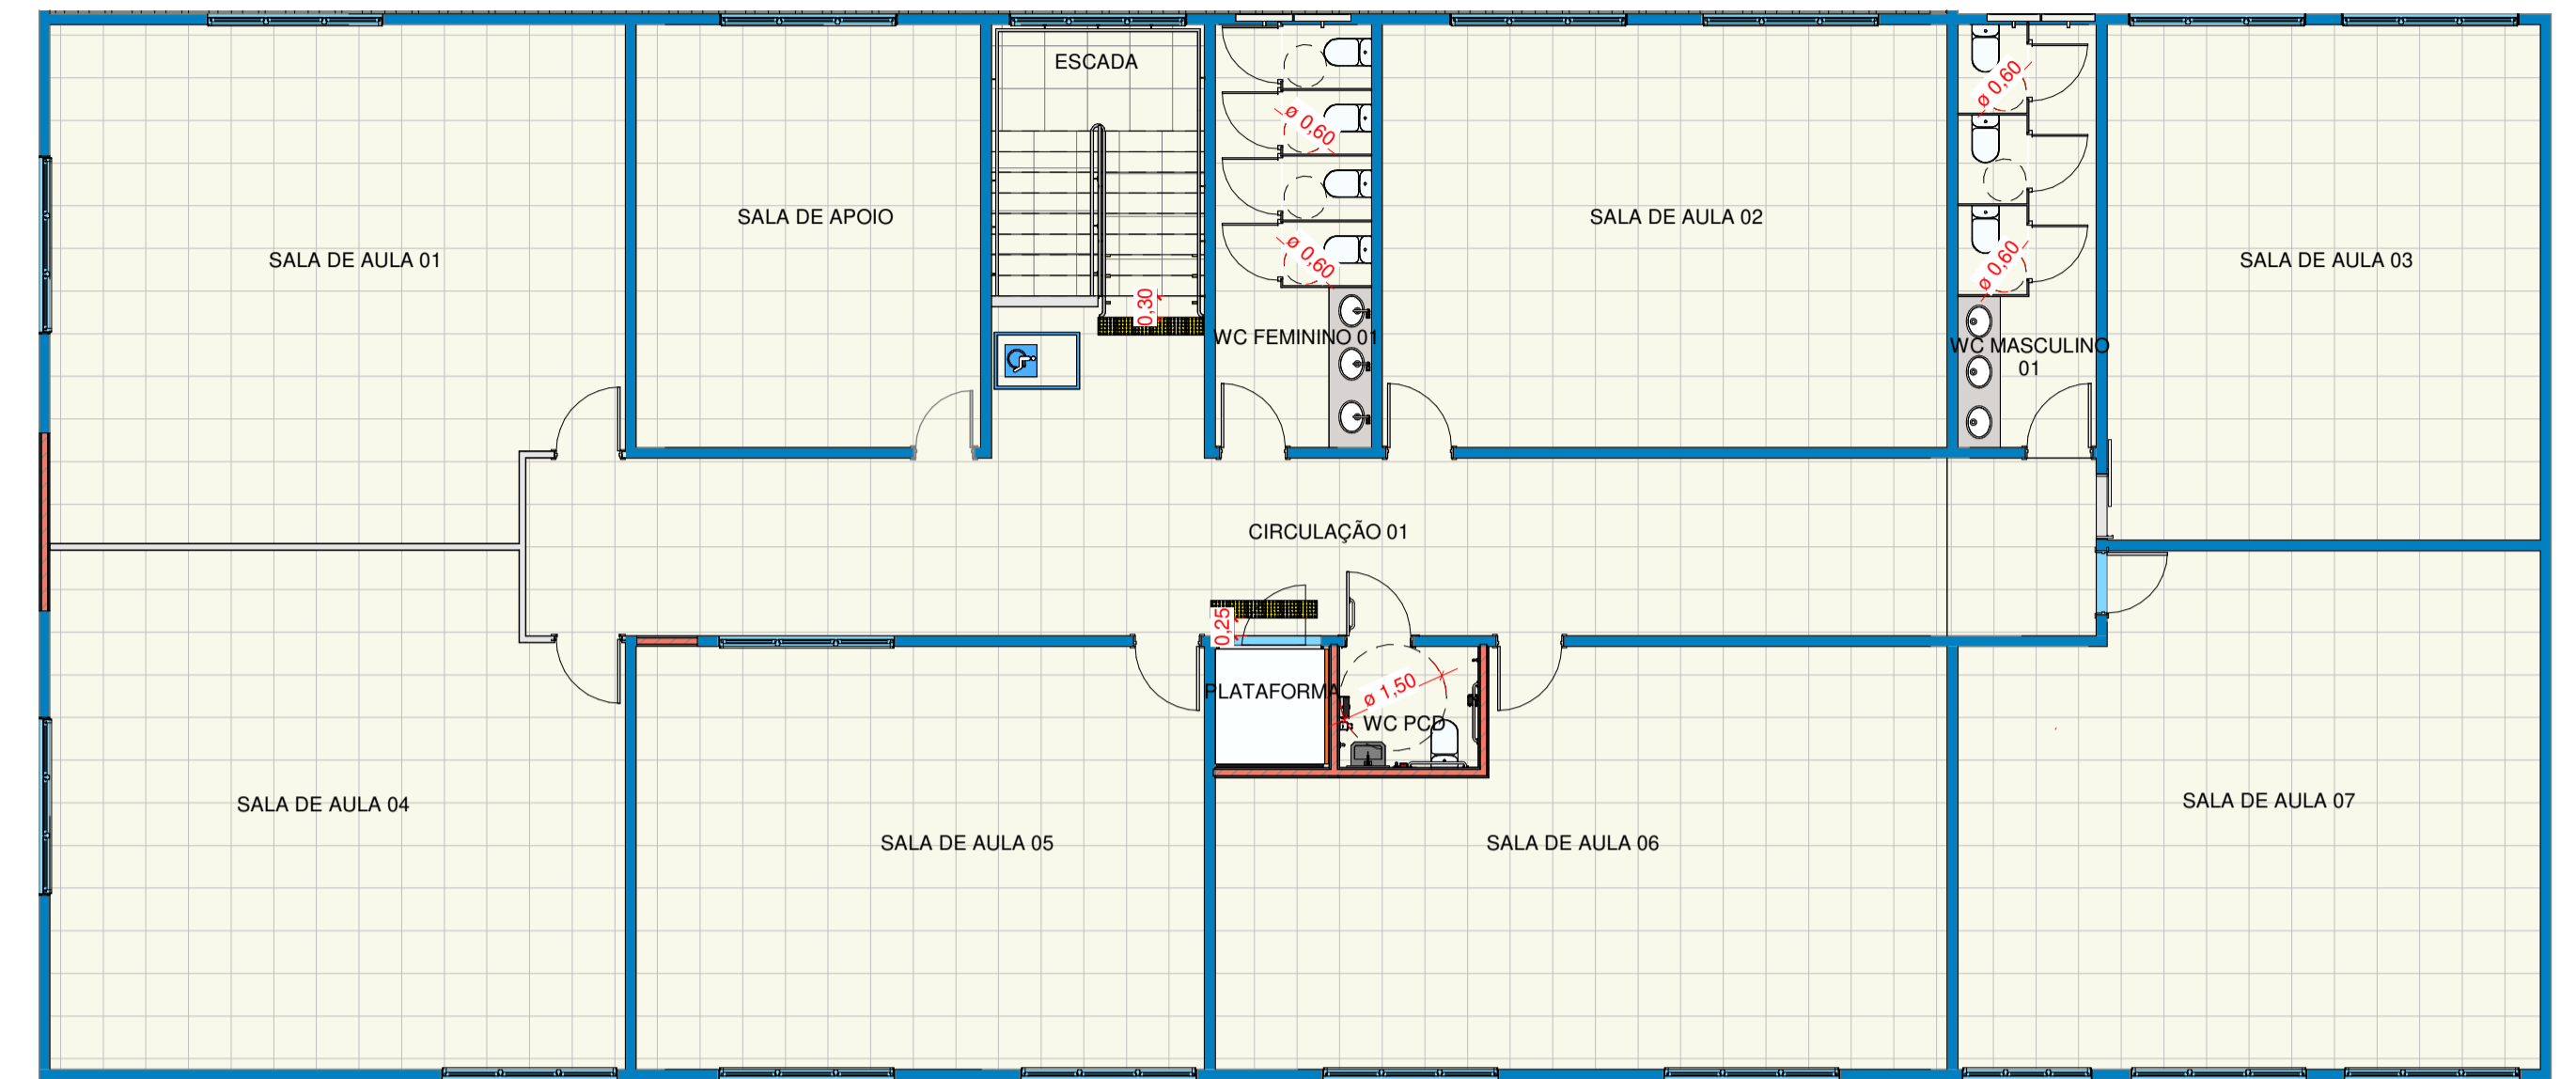 ESCADA
ø 0,60
ø 0,60
SALA DE APOIO
SALA DE AULA 02
SALA DE AULA 01
ø 0,60
ø 0,60
SALA DE AULA 03
0,30
WC FEMININO 01
WC MASCULINO
01
CIRCULAÇÃO 01
0,25
PLATAFORMA
ø 1,50
WC PCD
SALA DE AULA 04
SALA DE AULA 05
SALA DE AULA 06
SALA DE AULA 07